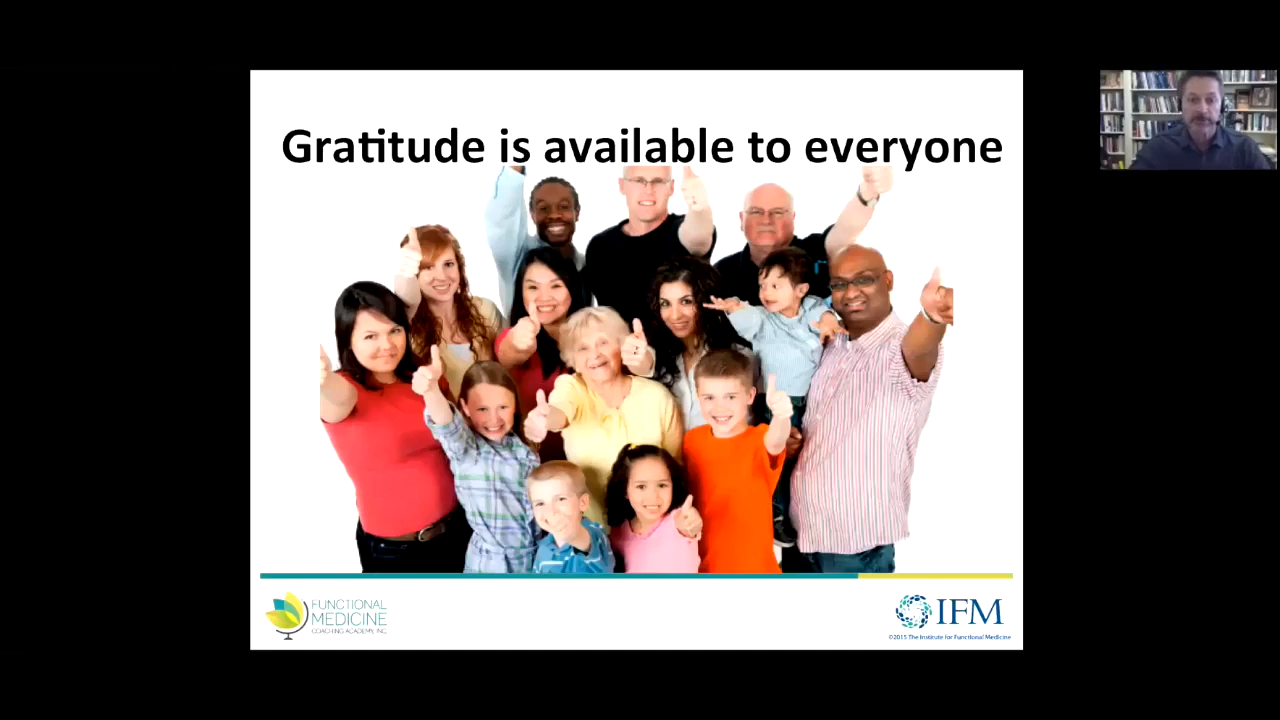 Gratitude is available to everyone
FUNCTIONAL
MEDICINE
COACHING ACADEMY, INC
IFM
©2015 The Institute for Functional Medicine